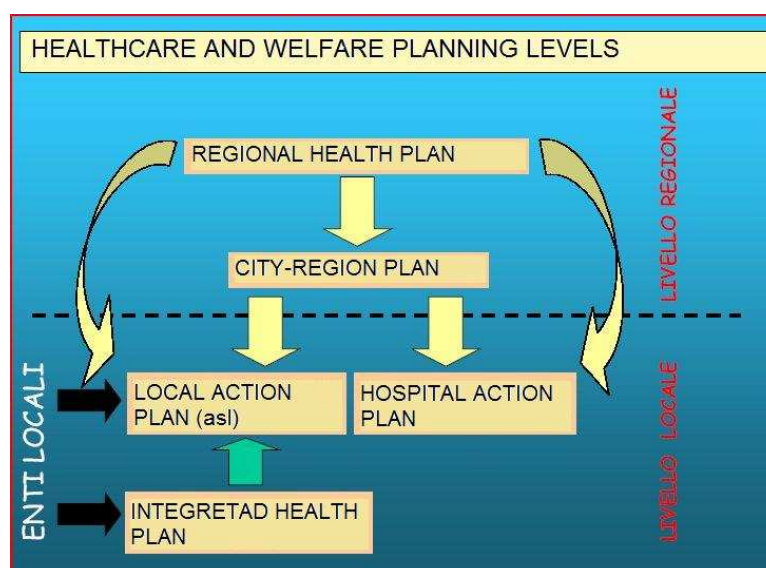 HEALTHCARE AND WELFARE PLANNING LEVELS
REGIONAL HEALTH PLAN
CITY-REGION PLAN
LIVELLO REGIONALE
LOCAL ACTION
PLAN (asl)
HOSPITAL ACTION
PLAN
INTEGRETAD HEALTH
PLAN
ENTI LOCALI
LIVELLO LOCALE